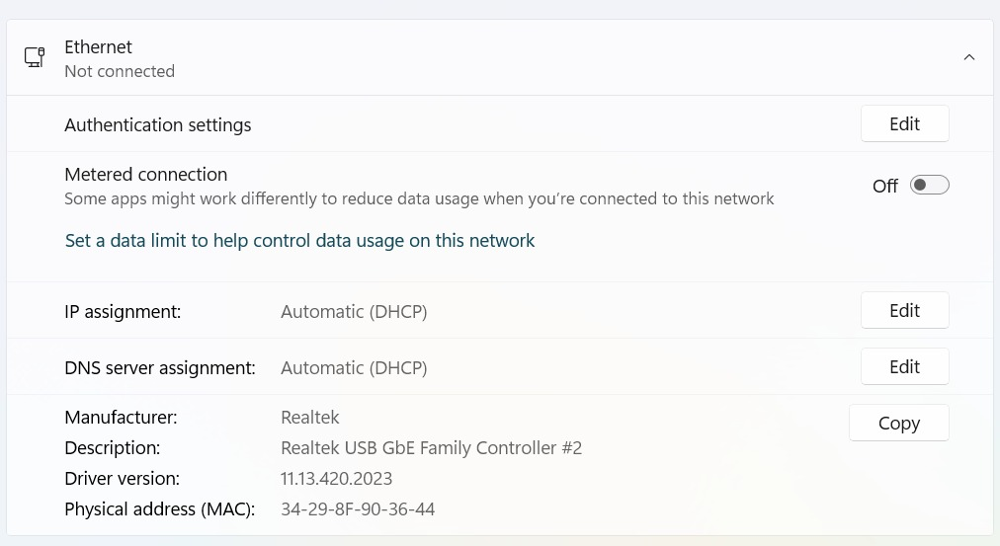 Ethernet
Not connected
Authentication settings Edit
Metered connection
Some apps might work differently to reduce data usage when you're connected to this network
Off
Set a data limit to help control data usage on this network
IP assignment: Automatic (DHCP) Edit
DNS server assignment: Automatic (DHCP) Edit
Manufacturer: Realtek Copy
Description: Realtek USB GbE Family Controller #2
Driver version: 11.13.420.2023
Physical address (MAC): 34-29-8F-90-36-44